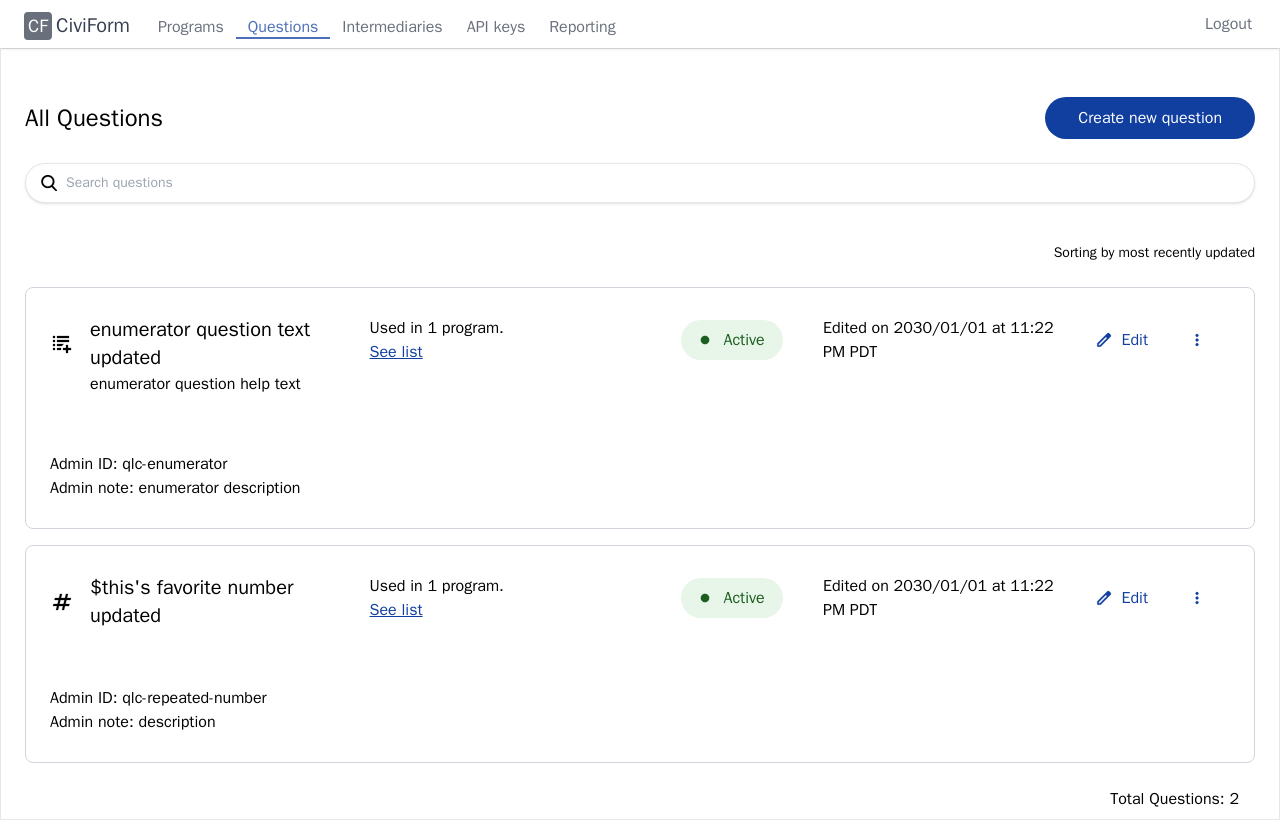 CF CiviForm Programs Questions Intermediaries API keys Reporting Logout
All Questions
Create new question
Search questions
Sorting by most recently updated
enumerator question text
updated
enumerator question help text
Used in 1 program.
See list
Active
Edited on 2030/01/01 at 11:22
PM PDT
Edit
Admin ID: qlc-enumerator
Admin note: enumerator description
$this's favorite number
updated
Used in 1 program.
See list
Active
Edited on 2030/01/01 at 11:22
PM PDT
Edit
Admin ID: qlc-repeated-number
Admin note: description
Total Questions: 2